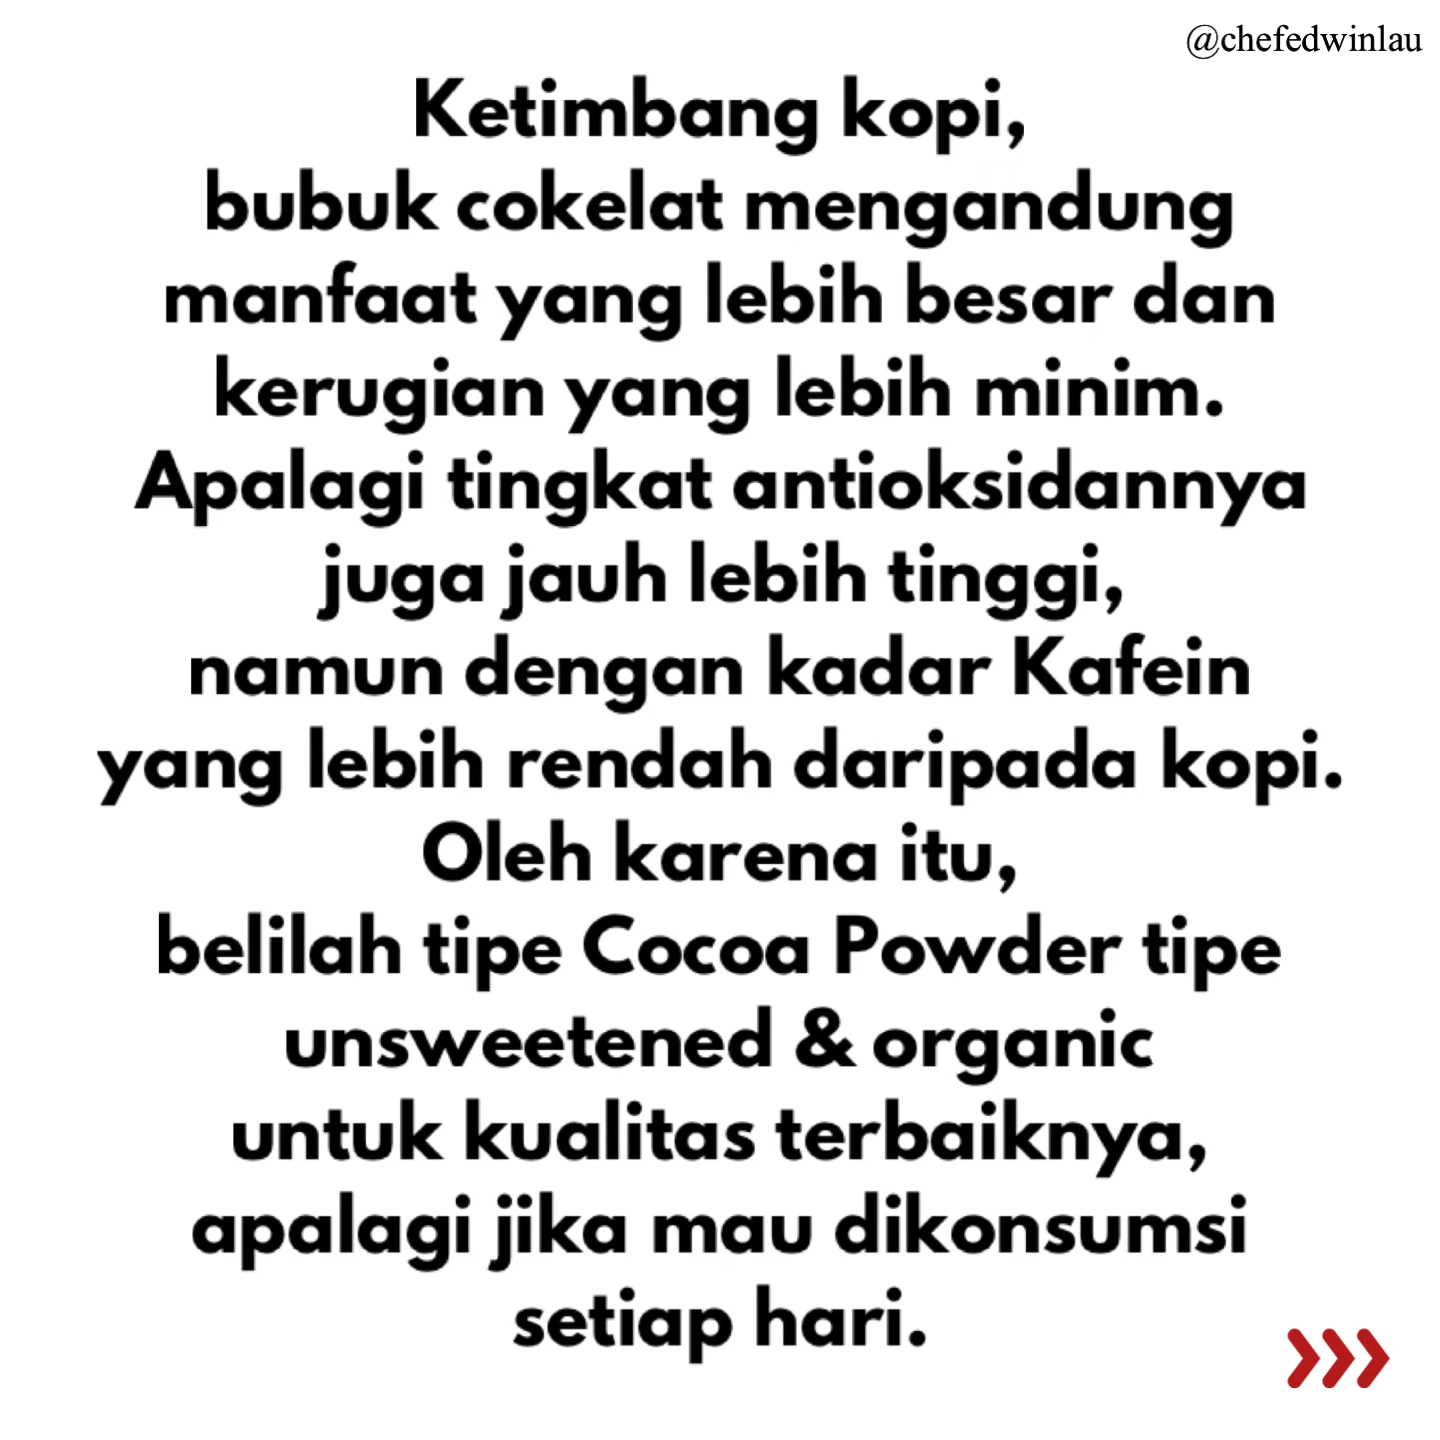 @chefedwinlau
Ketimbang kopi,
bubuk cokelat mengandung
manfaat yang lebih besar dan
kerugian yang lebih minim.
Apalagi tingkat antioksidannya
juga jauh lebih tinggi,
namun dengan kadar Kafein
yang lebih rendah daripada kopi.
Oleh karena itu,
belilah tipe Cocoa Powder tipe
unsweetened & organic
untuk kualitas terbaiknya,
apalagi jika mau dikonsumsi
setiap hari.